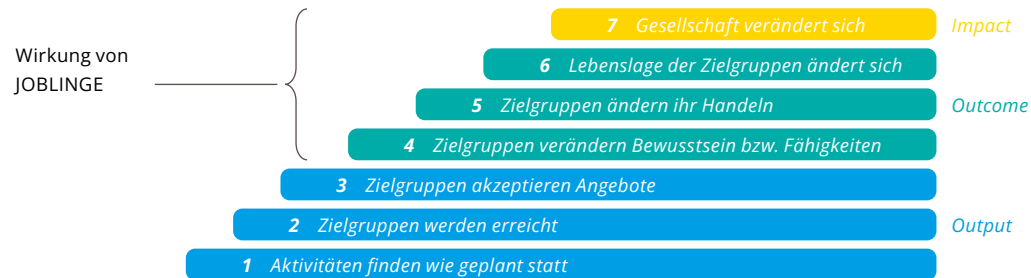 7 Gesellschaft verändert sich Impact
Wirkung von
JOBLINGE
6 Lebenslage der Zielgruppen ändert sich
5 Zielgruppen ändern ihr Handeln Outcome
4 Zielgruppen verändern Bewusstsein bzw. Fähigkeiten
3 Zielgruppen akzeptieren Angebote
2 Zielgruppen werden erreicht Output
1 Aktivitäten finden wie geplant statt